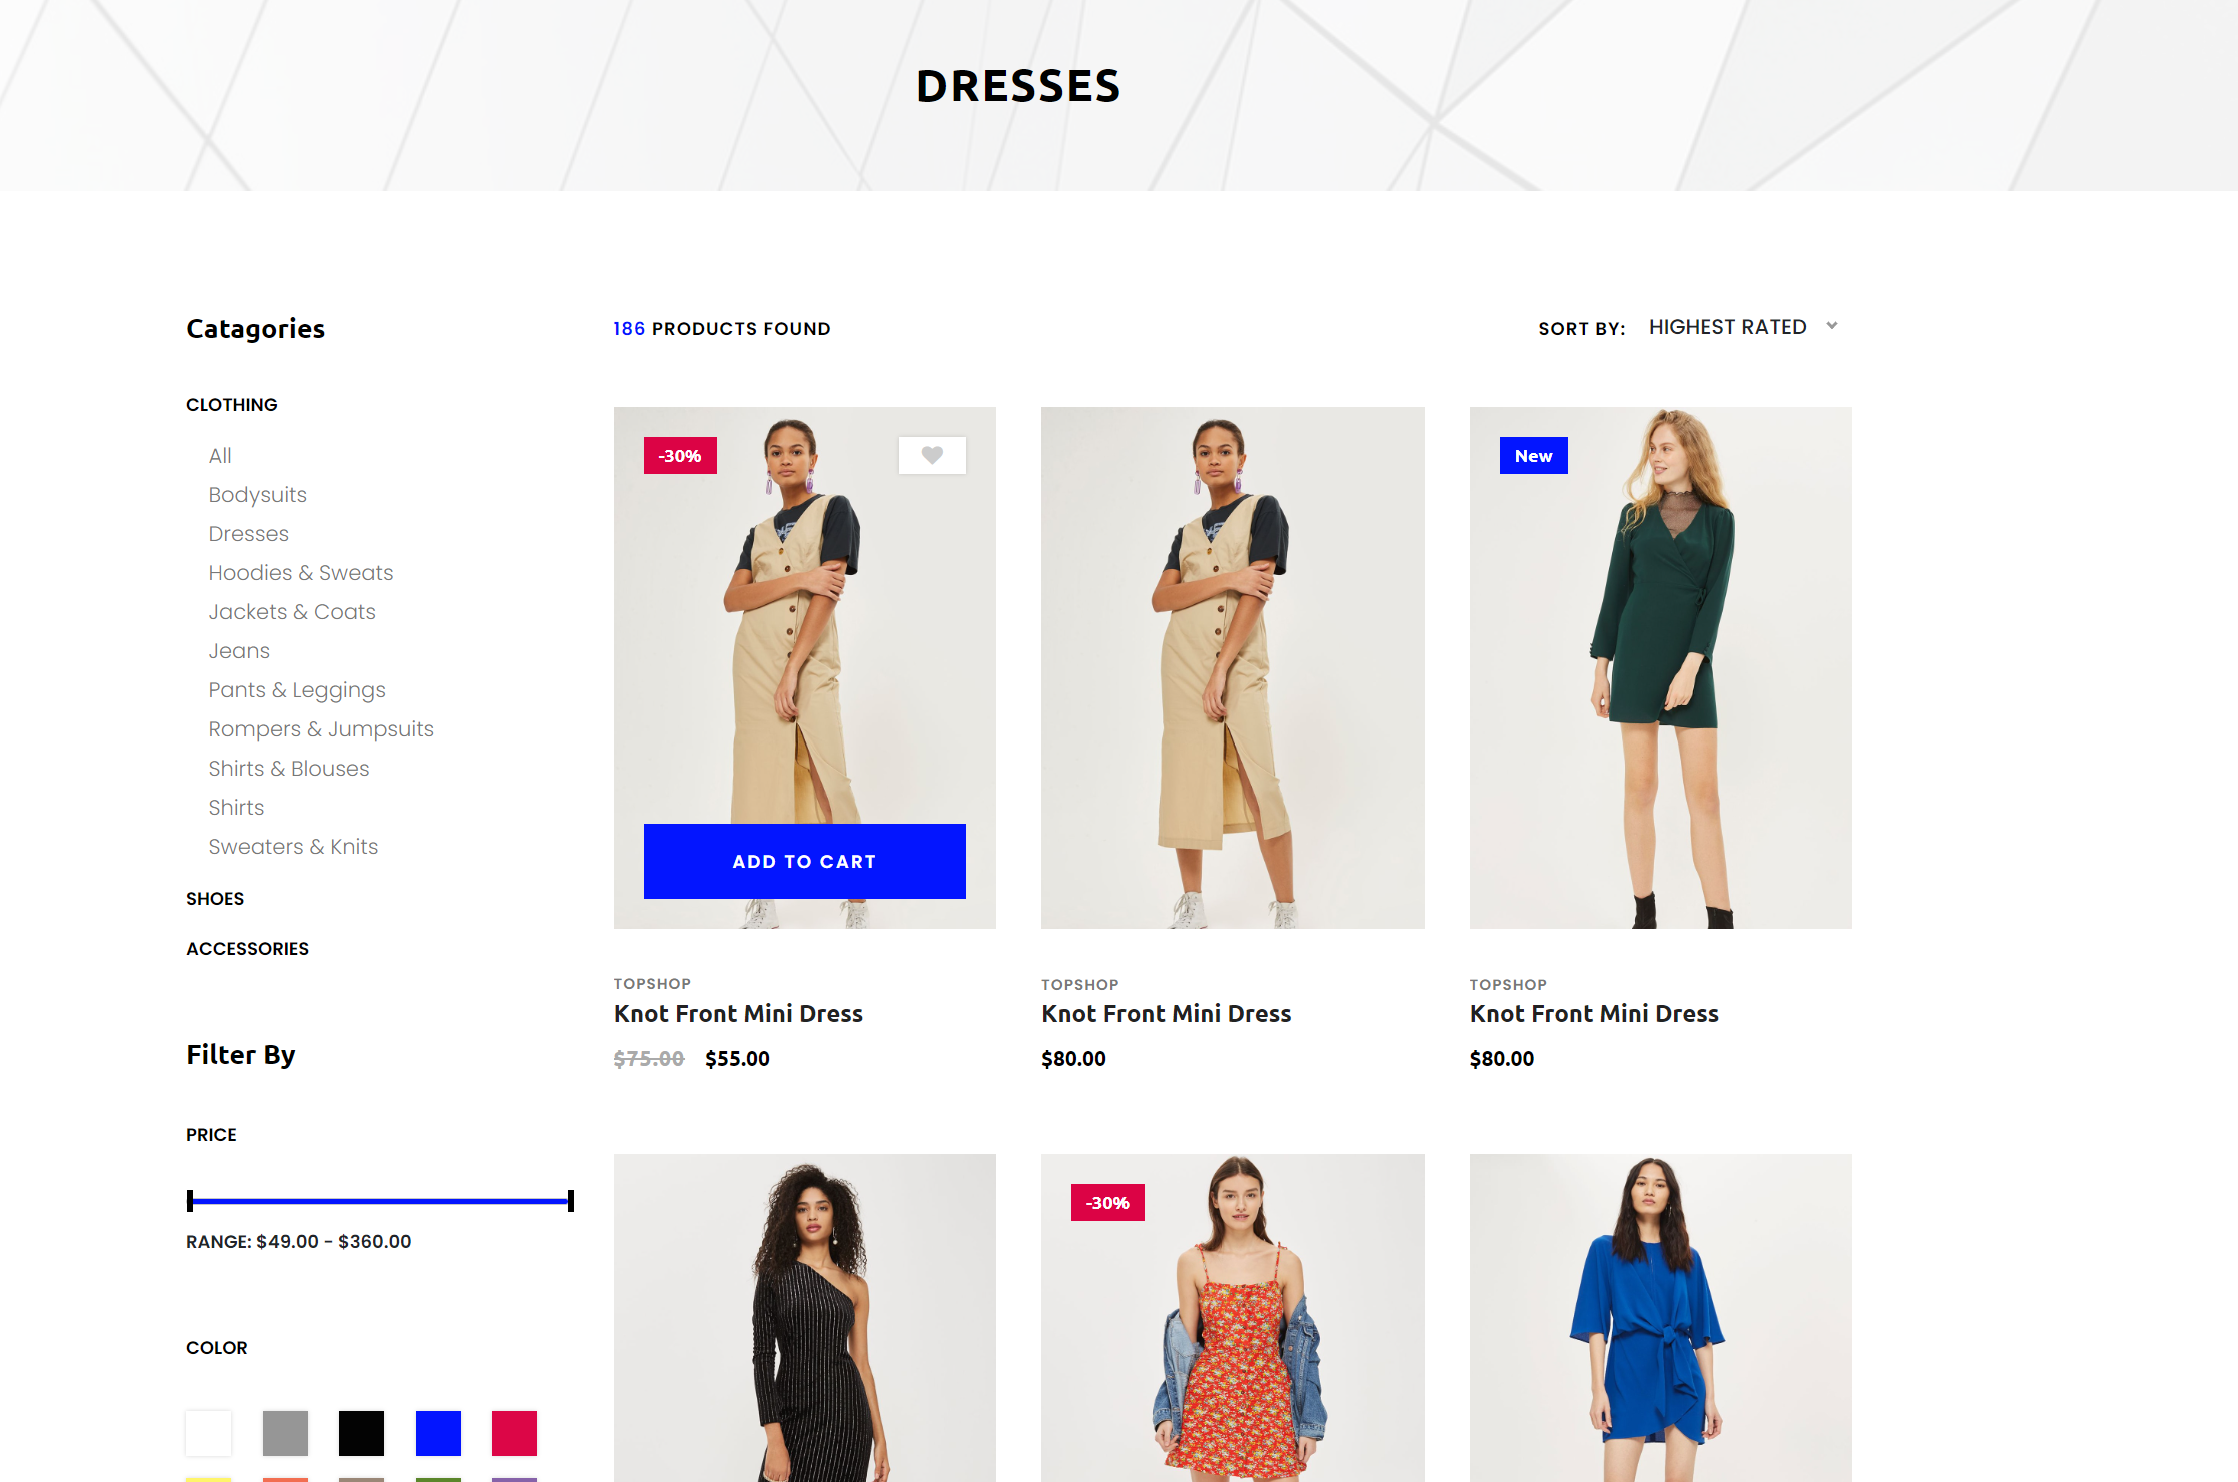 DRESSES
Catagories
CLOTHING
All
Bodysuits
Dresses
Hoodies & Sweats
Jackets & Coats
Jeans
Pants & Leggings
Rompers & Jumpsuits
Shirts & Blouses
Shirts
Sweaters & Knits
SHOES
ACCESSORIES
Filter By
PRICE
RANGE: $49.00 - $360.00
COLOR
186 PRODUCTS FOUND
SORT BY: HIGHEST RATED
-30%
ADD TO CART
TOPSHOP
Knot Front Mini Dress
$75.00 $55.00
TOPSHOP
Knot Front Mini Dress
$80.00
New
TOPSHOP
Knot Front Mini Dress
$80.00
-30%